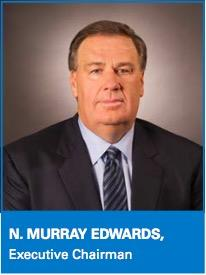 N. MURRAY EDWARDS,
Executive Chairman